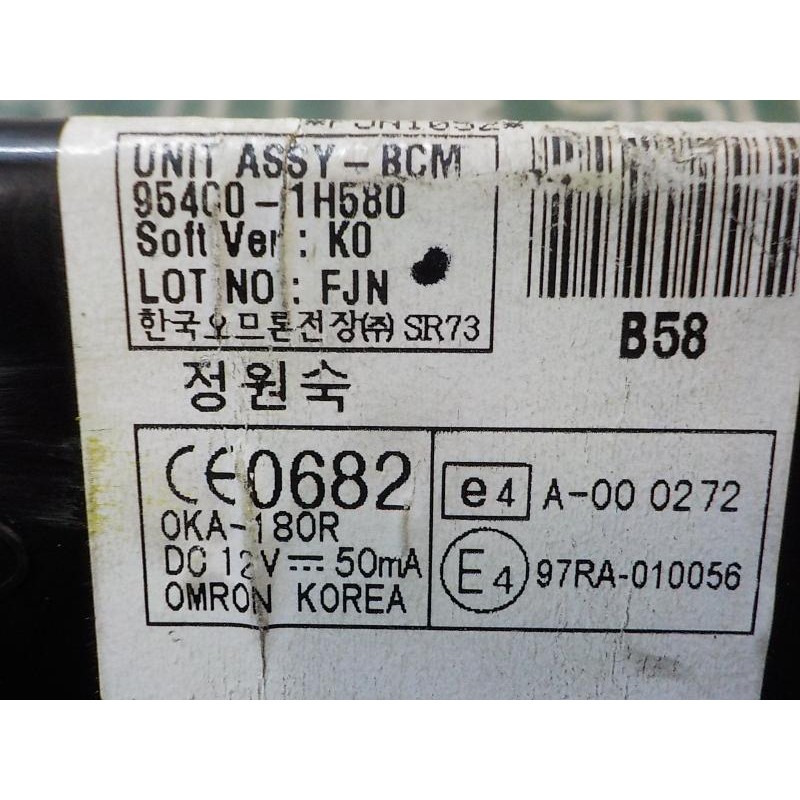 *FJN1692*
UNIT ASSY-BCM
95400-1H580
Soft Ver : K0
LOT NO : FJN
한국오므론전장(주) SR73
B58
정원숙
CE0682
OKA-180R
DC 12V ⎓ 50mA
OMRON KOREA
e4 A-00 0272
E4 97RA-010056